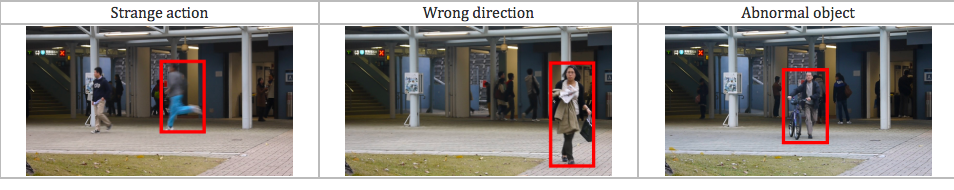 Strange action
Wrong direction
Abnormal object